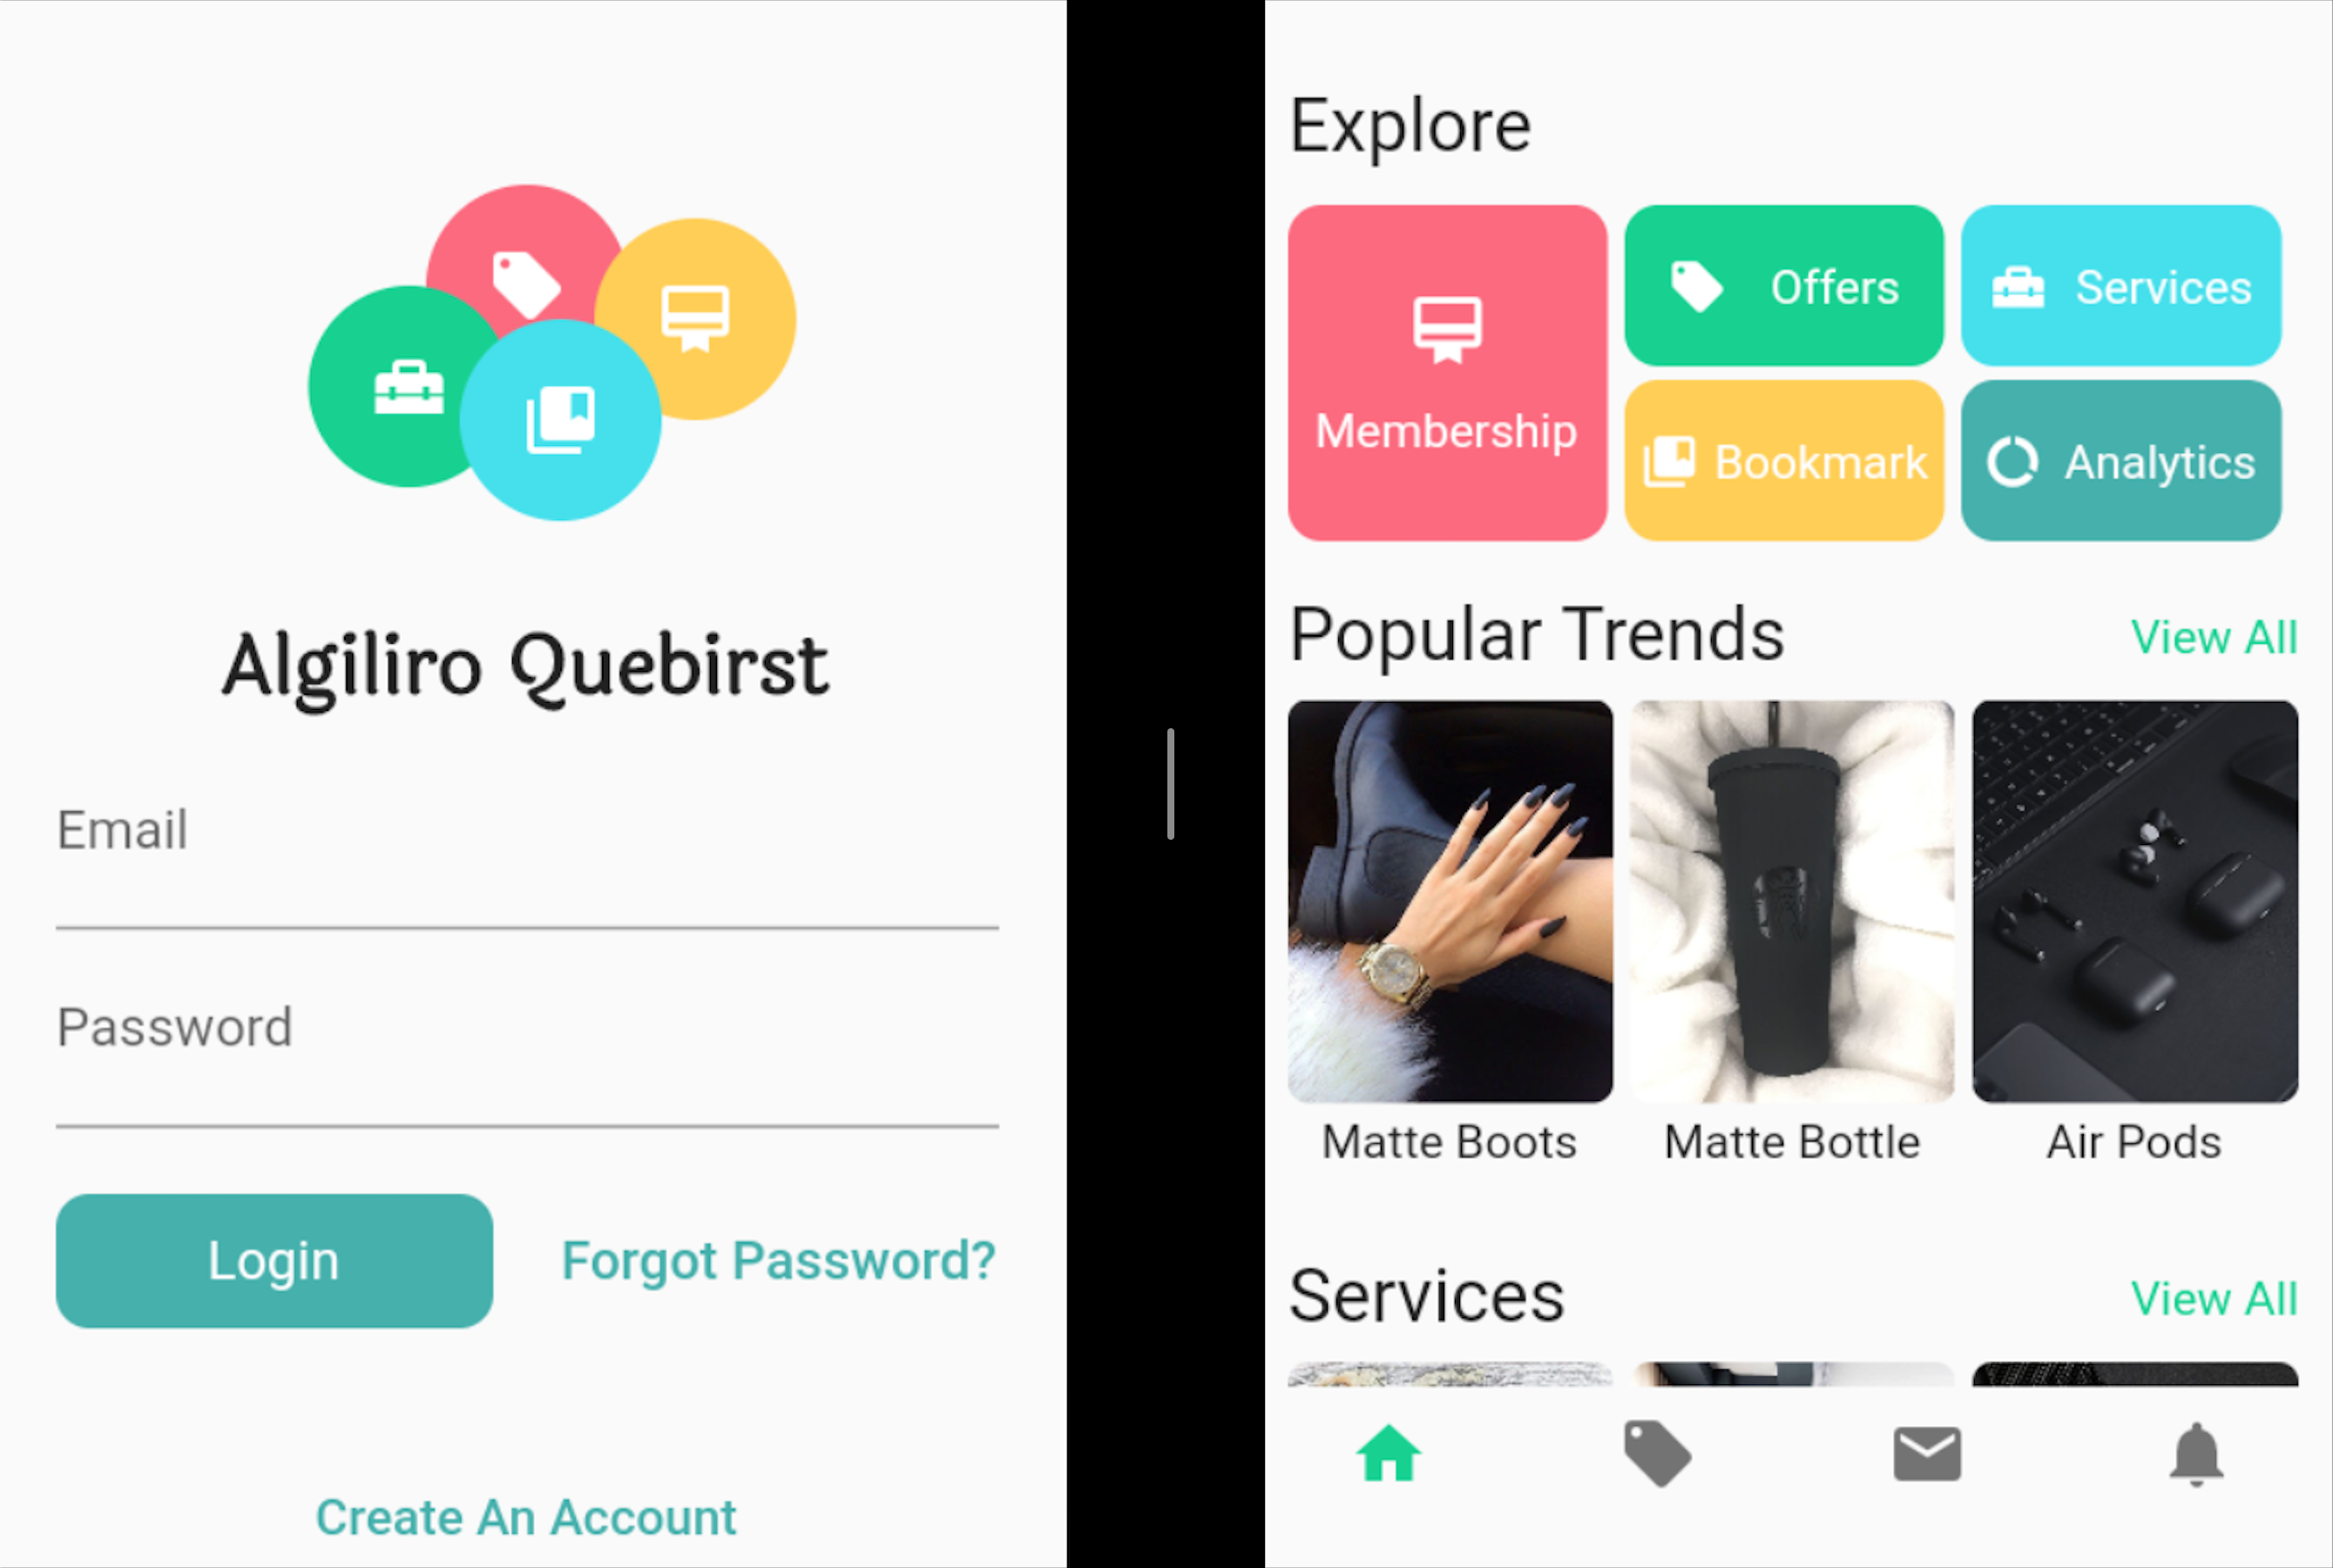 Algiliro Quebirst
Email
Password
Login
Forgot Password?
Create An Account
Explore
Membership
Offers
Services
Bookmark
Analytics
Popular Trends
View All
Matte Boots
Matte Bottle
Air Pods
Services
View All